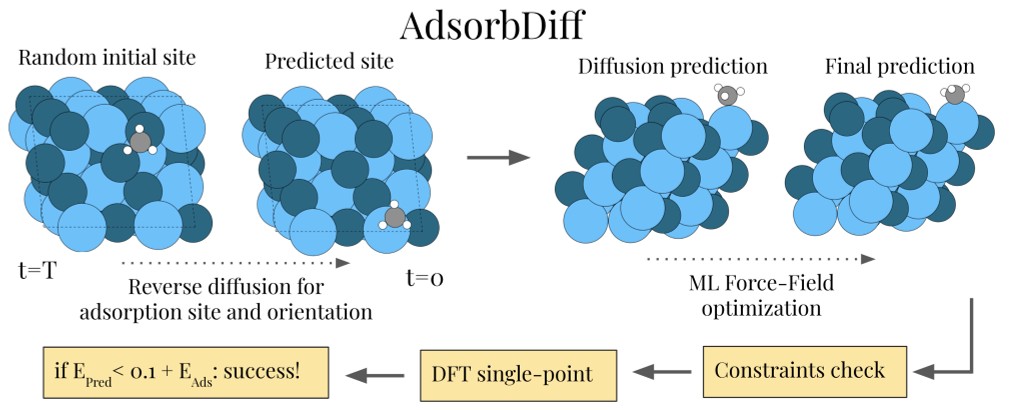 AdsorbDiff
Random initial site
Predicted site
Diffusion prediction
Final prediction
t=T
t=0
Reverse diffusion for
adsorption site and orientation
ML Force-Field
optimization
if E_Pred < 0.1 + E_Ads: success!
DFT single-point
Constraints check